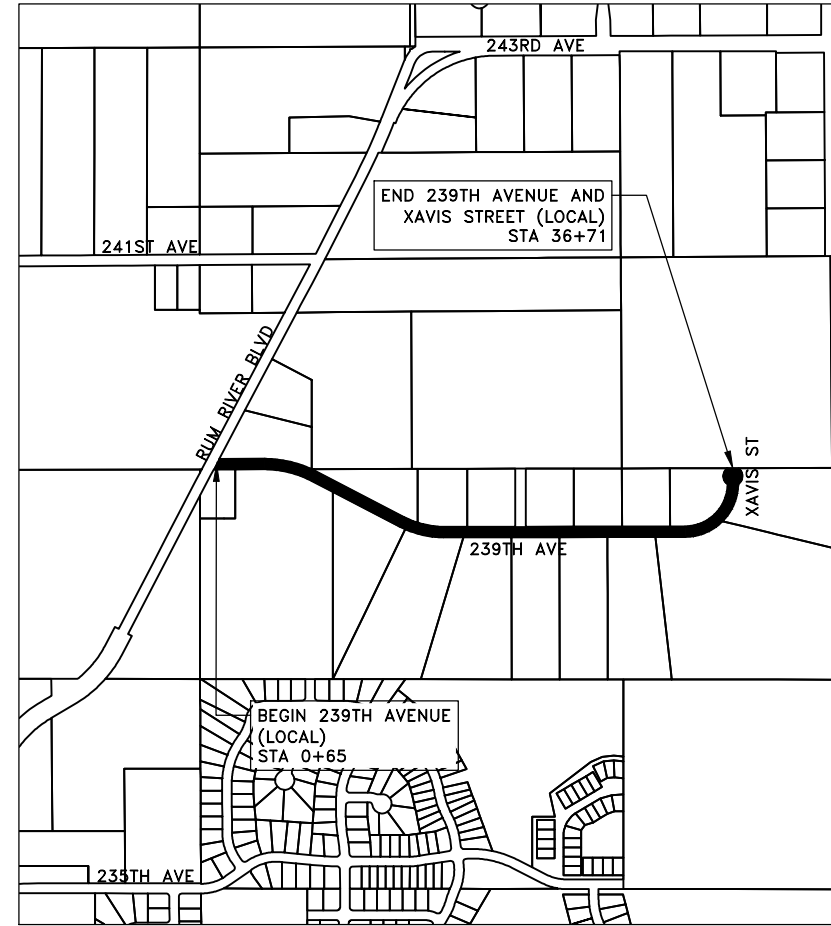 243RD AVE
END 239TH AVENUE AND
XAVIS STREET (LOCAL)
STA 36+71
241ST AVE
RUM RIVER BLVD
XAVIS ST
239TH AVE
BEGIN 239TH AVENUE
(LOCAL)
STA 0+65
235TH AVE